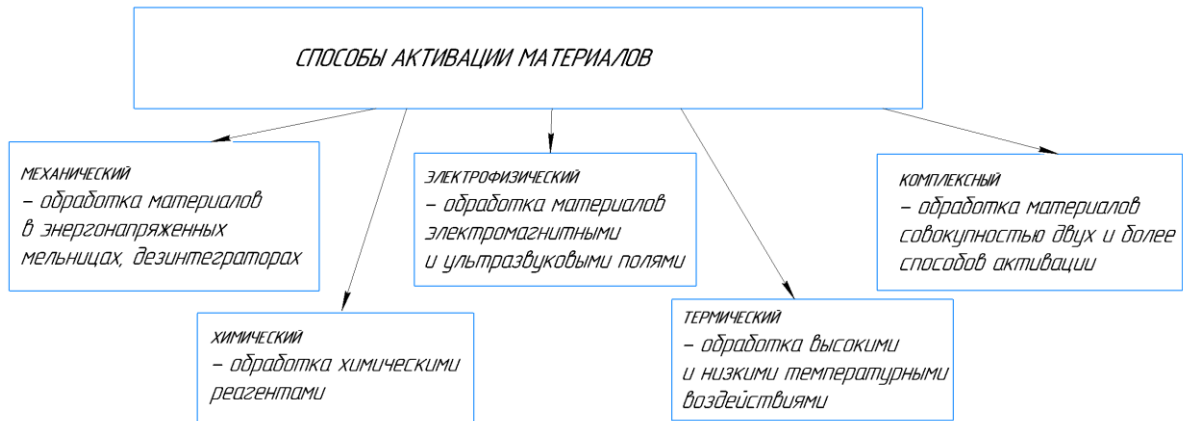 СПОСОБЫ АКТИВАЦИИ МАТЕРИАЛОВ
МЕХАНИЧЕСКИЙ
– обработка материалов
в энергонапряженных
мельницах, дезинтеграторах
ХИМИЧЕСКИЙ
– обработка химическими
реагентами
ЭЛЕКТРОФИЗИЧЕСКИЙ
– обработка материалов
электромагнитными
и ультразвуковыми полями
ТЕРМИЧЕСКИЙ
– обработка высокими
и низкими температурными
воздействиями
КОМПЛЕКСНЫЙ
– обработка материалов
совокупностью двух и более
способов активации